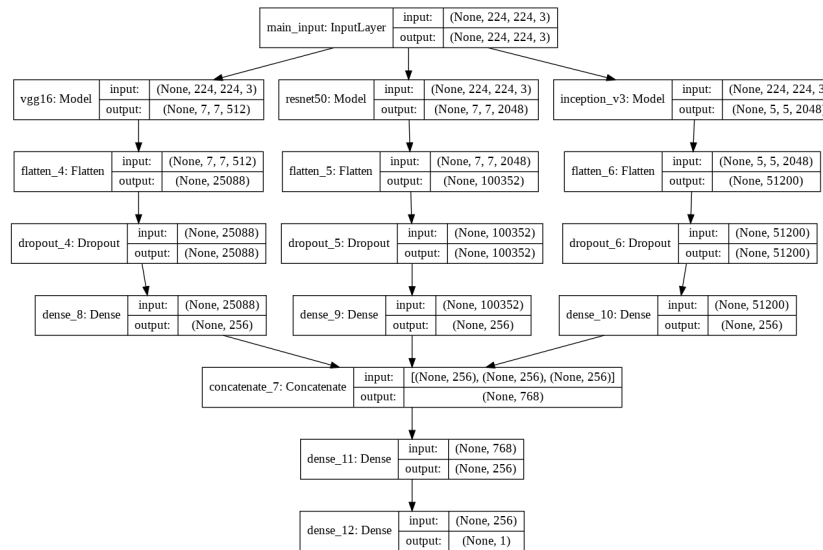 main_input: InputLayer
input: (None, 224, 224, 3)
output: (None, 224, 224, 3)
vgg16: Model
input: (None, 224, 224, 3)
output: (None, 7, 7, 512)
resnet50: Model
input: (None, 224, 224, 3)
output: (None, 7, 7, 2048)
inception_v3: Model
input: (None, 224, 224, 3
output: (None, 5, 5, 2048)
flatten_4: Flatten
input: (None, 7, 7, 512)
output: (None, 25088)
flatten_5: Flatten
input: (None, 7, 7, 2048)
output: (None, 100352)
flatten_6: Flatten
input: (None, 5, 5, 2048)
output: (None, 51200)
dropout_4: Dropout
input: (None, 25088)
output: (None, 25088)
dropout_5: Dropout
input: (None, 100352)
output: (None, 100352)
dropout_6: Dropout
input: (None, 51200)
output: (None, 51200)
dense_8: Dense
input: (None, 25088)
output: (None, 256)
dense_9: Dense
input: (None, 100352)
output: (None, 256)
dense_10: Dense
input: (None, 51200)
output: (None, 256)
concatenate_7: Concatenate
input: [(None, 256), (None, 256), (None, 256)]
output: (None, 768)
dense_11: Dense
input: (None, 768)
output: (None, 256)
dense_12: Dense
input: (None, 256)
output: (None, 1)